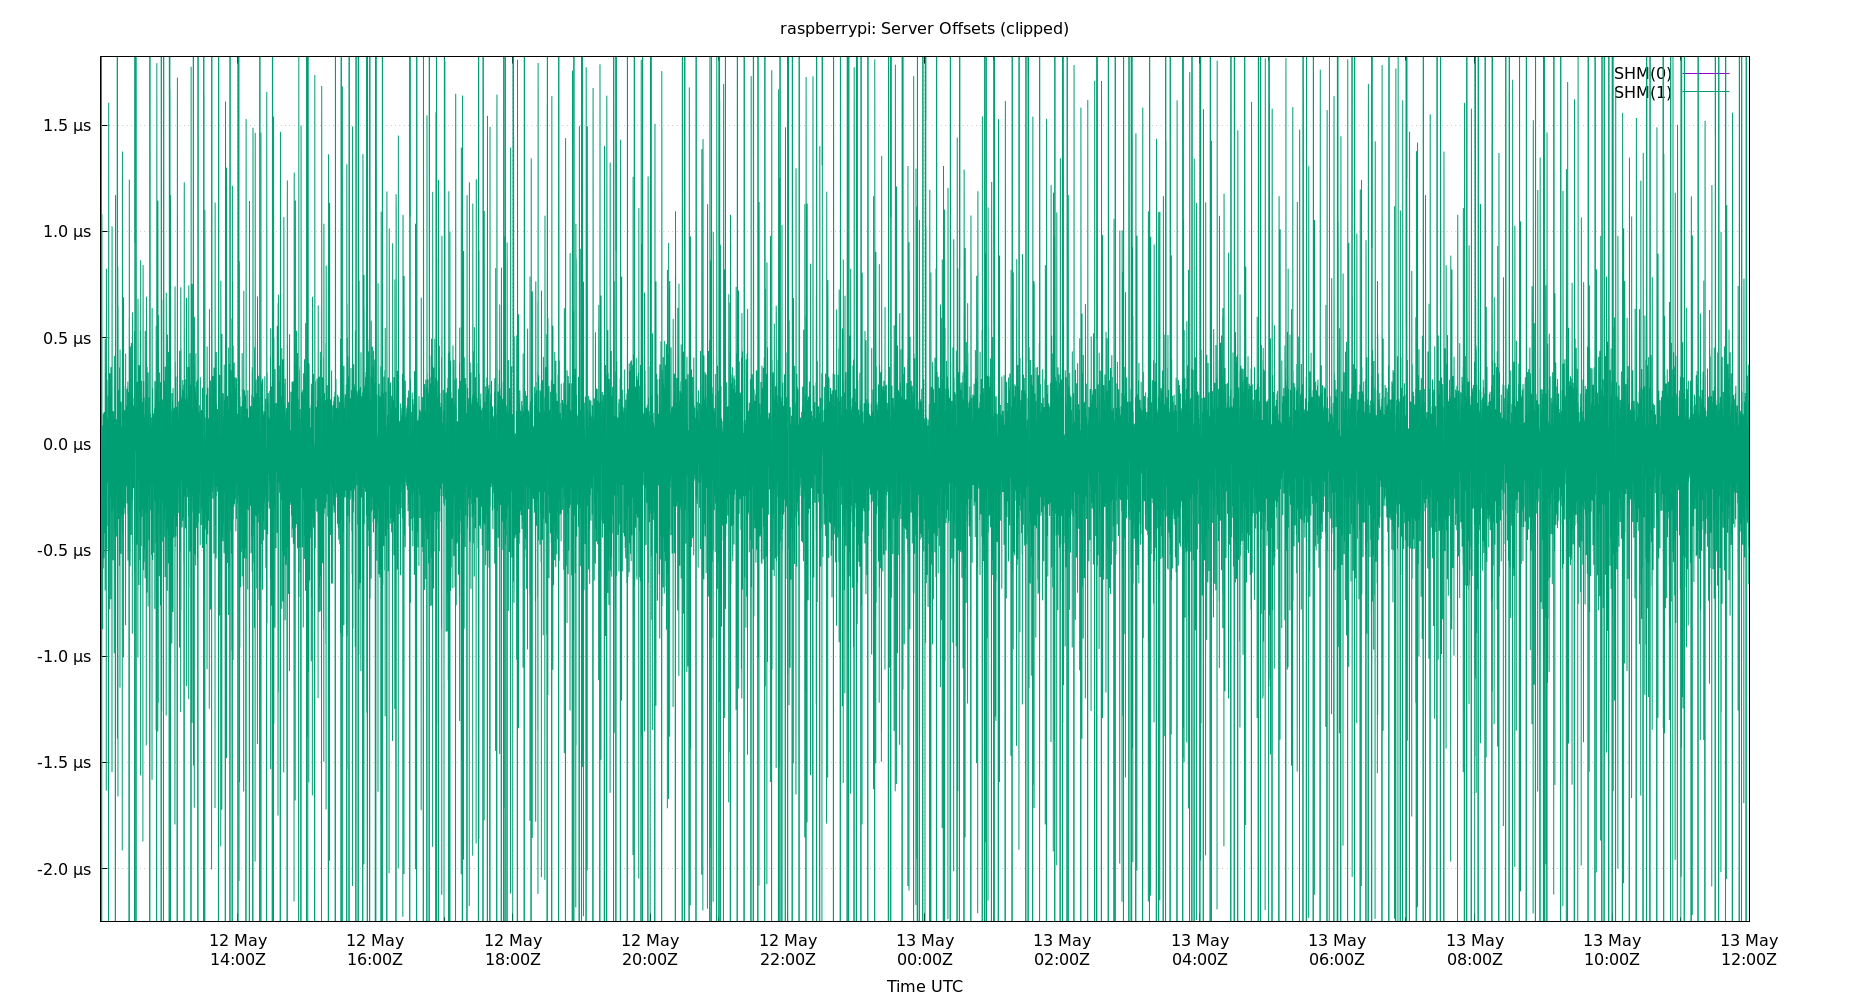 raspberrypi: Server Offsets (clipped)
SHM(0)
SHM(1)
1.5 µs
1.0 µs
0.5 µs
0.0 µs
-0.5 µs
-1.0 µs
-1.5 µs
-2.0 µs
12 May 12 May 12 May 12 May 12 May 13 May 13 May 13 May 13 May 13 May 13 May 13 May
14:00Z 16:00Z 18:00Z 20:00Z 22:00Z 00:00Z 02:00Z 04:00Z 06:00Z 08:00Z 10:00Z 12:00Z
Time UTC